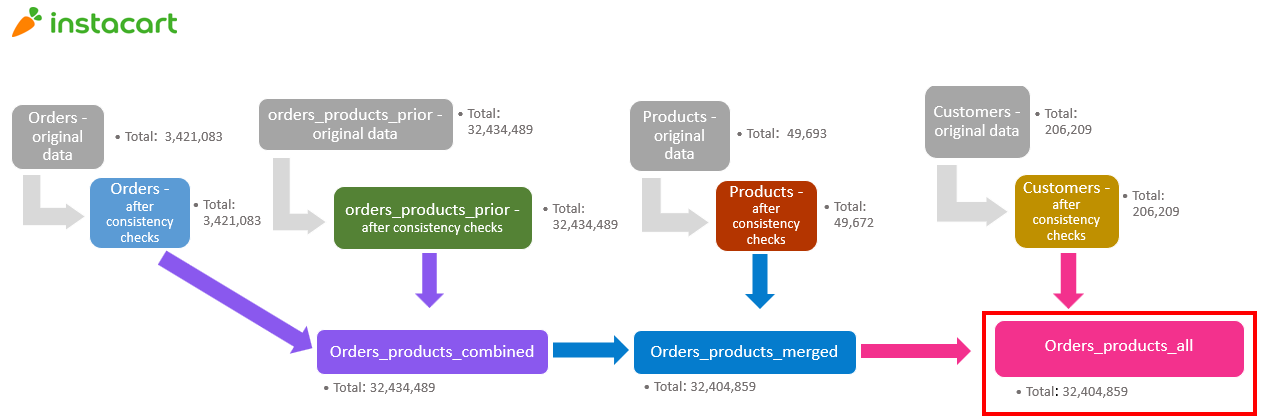 instacart
Orders -
original
data
• Total: 3,421,083
orders_products_prior -
original data
• Total:
32,434,489
Products -
original
data
• Total: 49,693
Customers -
original data
• Total:
206,209
Orders -
after
consistency
checks
• Total:
3,421,083
orders_products_prior -
after consistency checks
• Total:
32,434,489
Products -
after
consistency
checks
• Total:
49,672
Customers -
after
consistency
checks
• Total:
206,209
Orders_products_combined
• Total: 32,434,489
Orders_products_merged
• Total: 32,404,859
Orders_products_all
• Total: 32,404,859